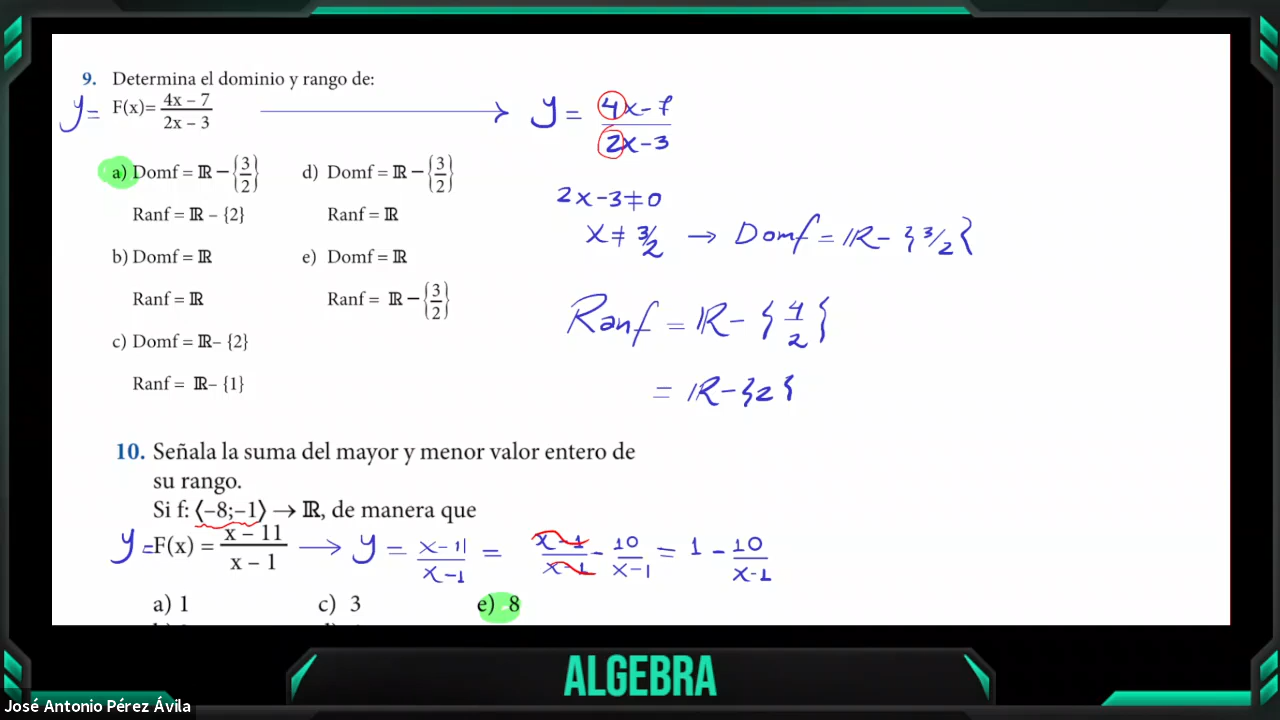 9. Determina el dominio y rango de:
y = F(x)= 4x – 7 / 2x – 3 → y = 4x-7 / 2x-3
a) Domf = ℝ – {3/2}
Ranf = ℝ – {2}
b) Domf = ℝ
Ranf = ℝ
c) Domf = ℝ– {2}
Ranf = ℝ– {1}
d) Domf = ℝ – {3/2}
Ranf = ℝ
e) Domf = ℝ
Ranf = ℝ – {3/2}
2x-3≠0
x ≠ 3/2 → Domf = ℝ- {3/2}
Ranf = ℝ- {4/2}
= ℝ-{2}
10. Señala la suma del mayor y menor valor entero de
su rango.
Si f: ⟨–8;–1⟩ → ℝ, de manera que
y = F(x) = x – 11 / x – 1 → y = x-11 / x-1 = x-1 / x-1 - 10 / x-1 = 1 - 10 / x-1
a) 1
c) 3
e) 8
ALGEBRA
José Antonio Pérez Ávila